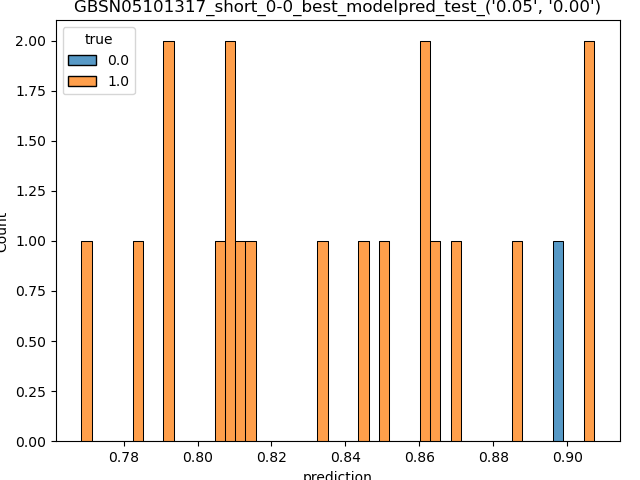 GBSN05101317_short_0-0_best_modelpred_test_('0.05', '0.00')
true
0.0
1.0
2.00
1.75
1.50
1.25
1.00
0.75
0.50
0.25
0.00
Count
0.78 0.80 0.82 0.84 0.86 0.88 0.90
prediction